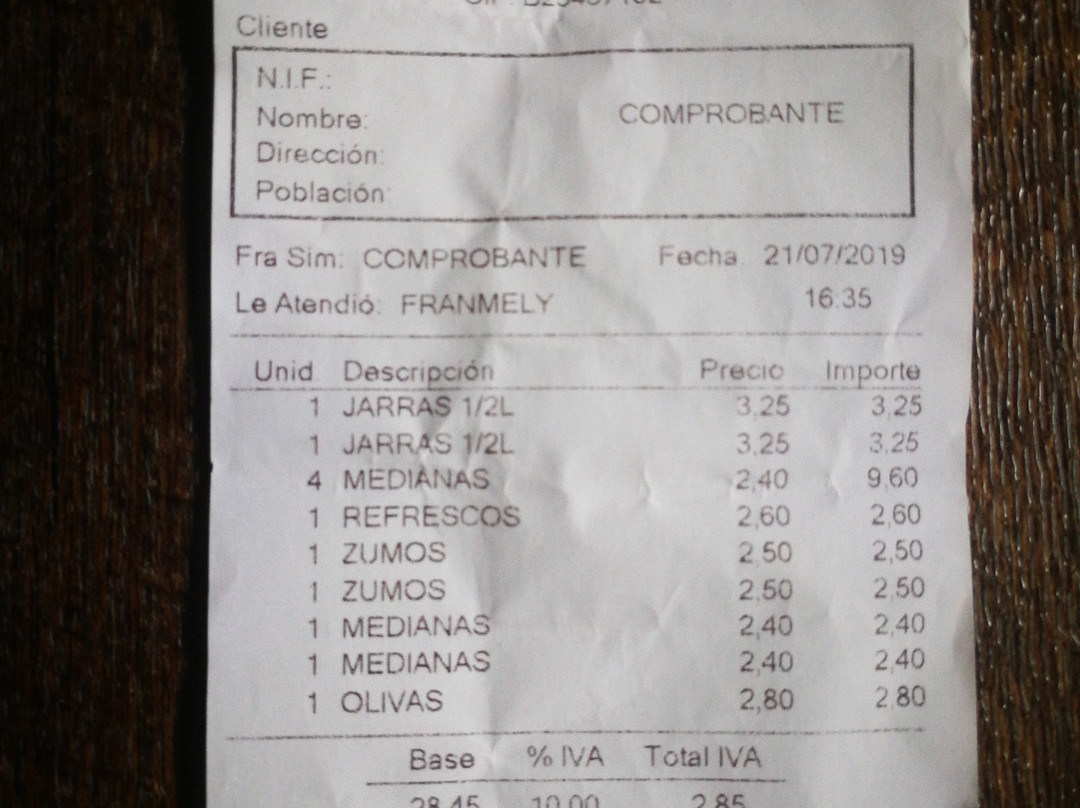 Cliente
N.I.F.:
Nombre: COMPROBANTE
Dirección:
Población:
Fra Sim: COMPROBANTE Fecha: 21/07/2019
Le Atendió: FRANMELY 16:35
Unid Descripción Precio Importe
1 JARRAS 1/2L 3,25 3,25
1 JARRAS 1/2L 3,25 3,25
4 MEDIANAS 2,40 9,60
1 REFRESCOS 2,60 2,60
1 ZUMOS 2,50 2,50
1 ZUMOS 2,50 2,50
1 MEDIANAS 2,40 2,40
1 MEDIANAS 2,40 2,40
1 OLIVAS 2,80 2,80
Base % IVA Total IVA
28,45 10,00 2,85